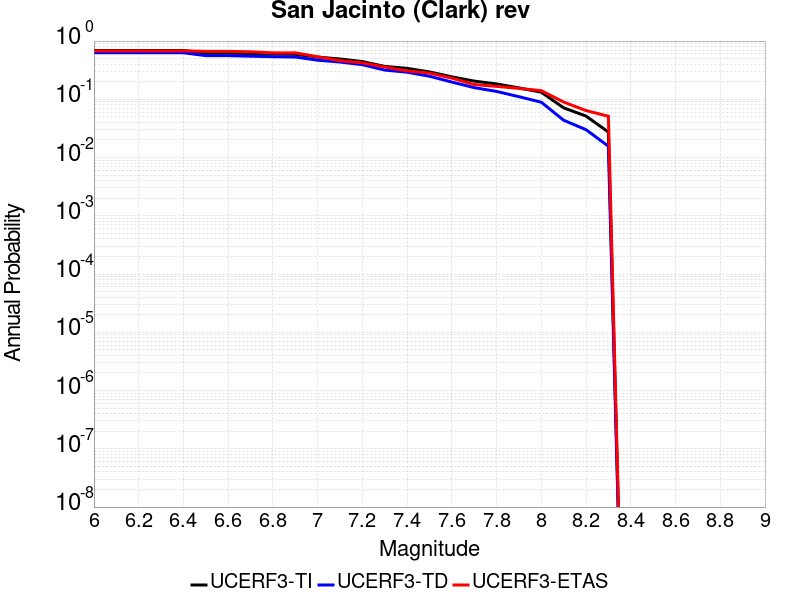 San Jacinto (Clark) rev
10^0
10^-1
10^-2
10^-3
10^-4
10^-5
10^-6
10^-7
10^-8
Annual Probability
6 6.2 6.4 6.6 6.8 7 7.2 7.4 7.6 7.8 8 8.2 8.4 8.6 8.8 9
Magnitude
UCERF3-TI UCERF3-TD UCERF3-ETAS